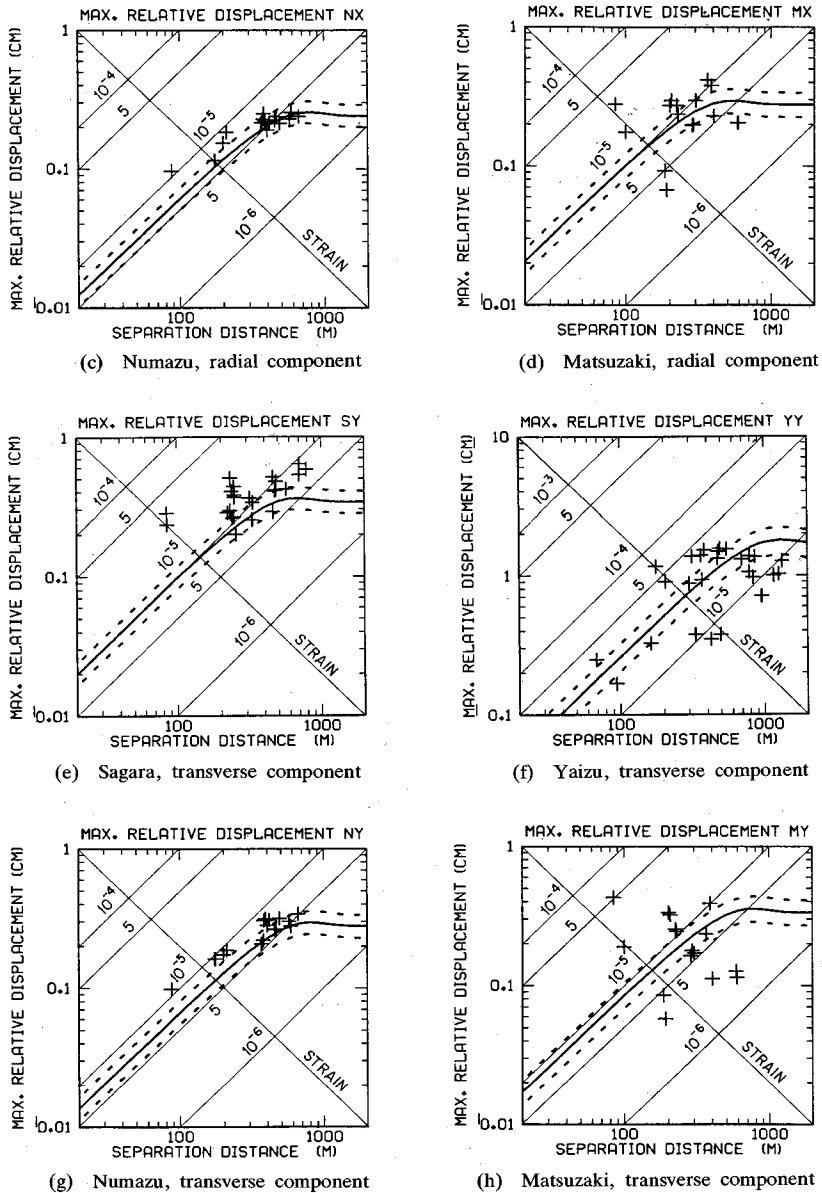 MAX. RELATIVE DISPLACEMENT NX
MAX. RELATIVE DISPLACEMENT (CM)
1
0.1
0.01
10-4
5
10-5
5
10-6
STRAIN
100
1000
SEPARATION DISTANCE (M)
(c) Numazu, radial component
MAX. RELATIVE DISPLACEMENT MX
MAX. RELATIVE DISPLACEMENT (CM)
1
0.1
0.01
10-4
5
10-5
5
10-6
STRAIN
100
1000
SEPARATION DISTANCE (M)
(d) Matsuzaki, radial component
MAX. RELATIVE DISPLACEMENT SY
MAX. RELATIVE DISPLACEMENT (CM)
1
0.1
0.01
10-4
5
10-5
5
10-6
STRAIN
100
1000
SEPARATION DISTANCE (M)
(e) Sagara, transverse component
MAX. RELATIVE DISPLACEMENT YY
MAX. RELATIVE DISPLACEMENT (CM)
10
1
0.1
10-3
5
10-4
5
10-5
STRAIN
100
1000
SEPARATION DISTANCE (M)
(f) Yaizu, transverse component
MAX. RELATIVE DISPLACEMENT NY
MAX. RELATIVE DISPLACEMENT (CM)
1
0.1
0.01
10-4
5
10-5
5
10-6
STRAIN
100
1000
SEPARATION DISTANCE (M)
(g) Numazu, transverse component
MAX. RELATIVE DISPLACEMENT MY
MAX. RELATIVE DISPLACEMENT (CM)
1
0.1
0.01
10-4
5
10-5
5
10-6
STRAIN
100
1000
SEPARATION DISTANCE (M)
(h) Matsuzaki, transverse component